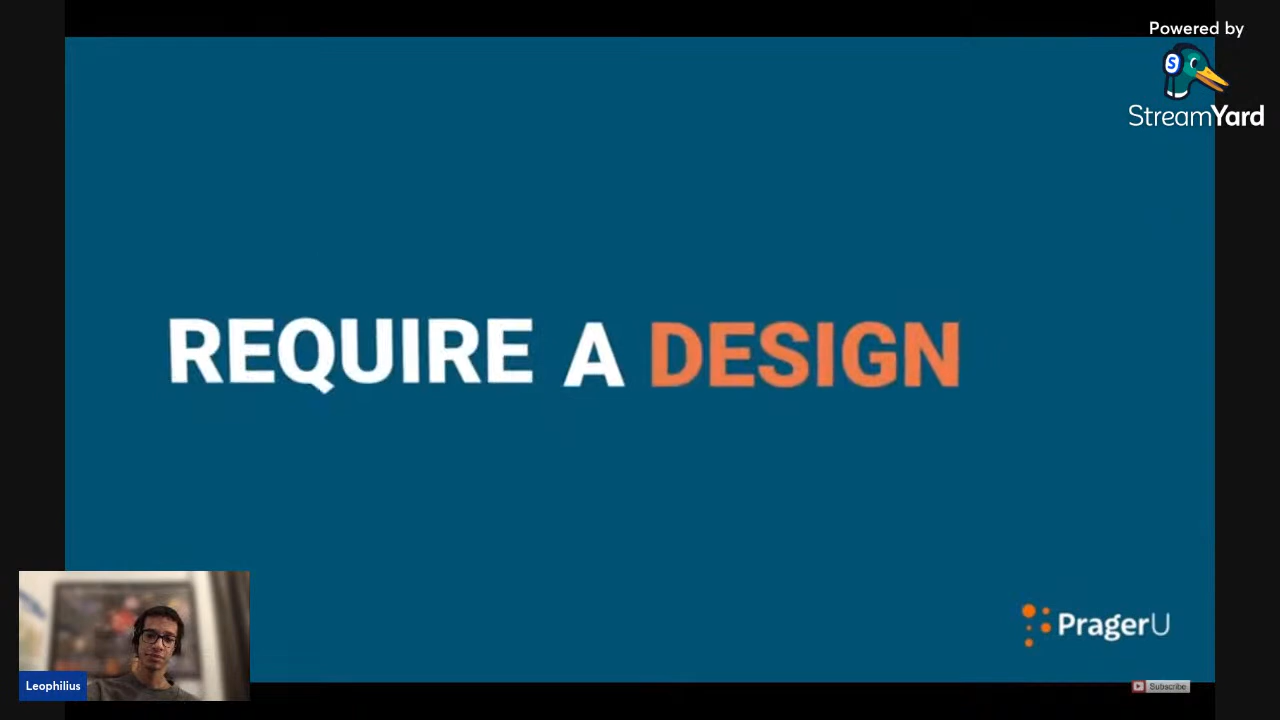 Powered by
StreamYard
REQUIRE A DESIGN
PragerU
Subscribe
Leophilius